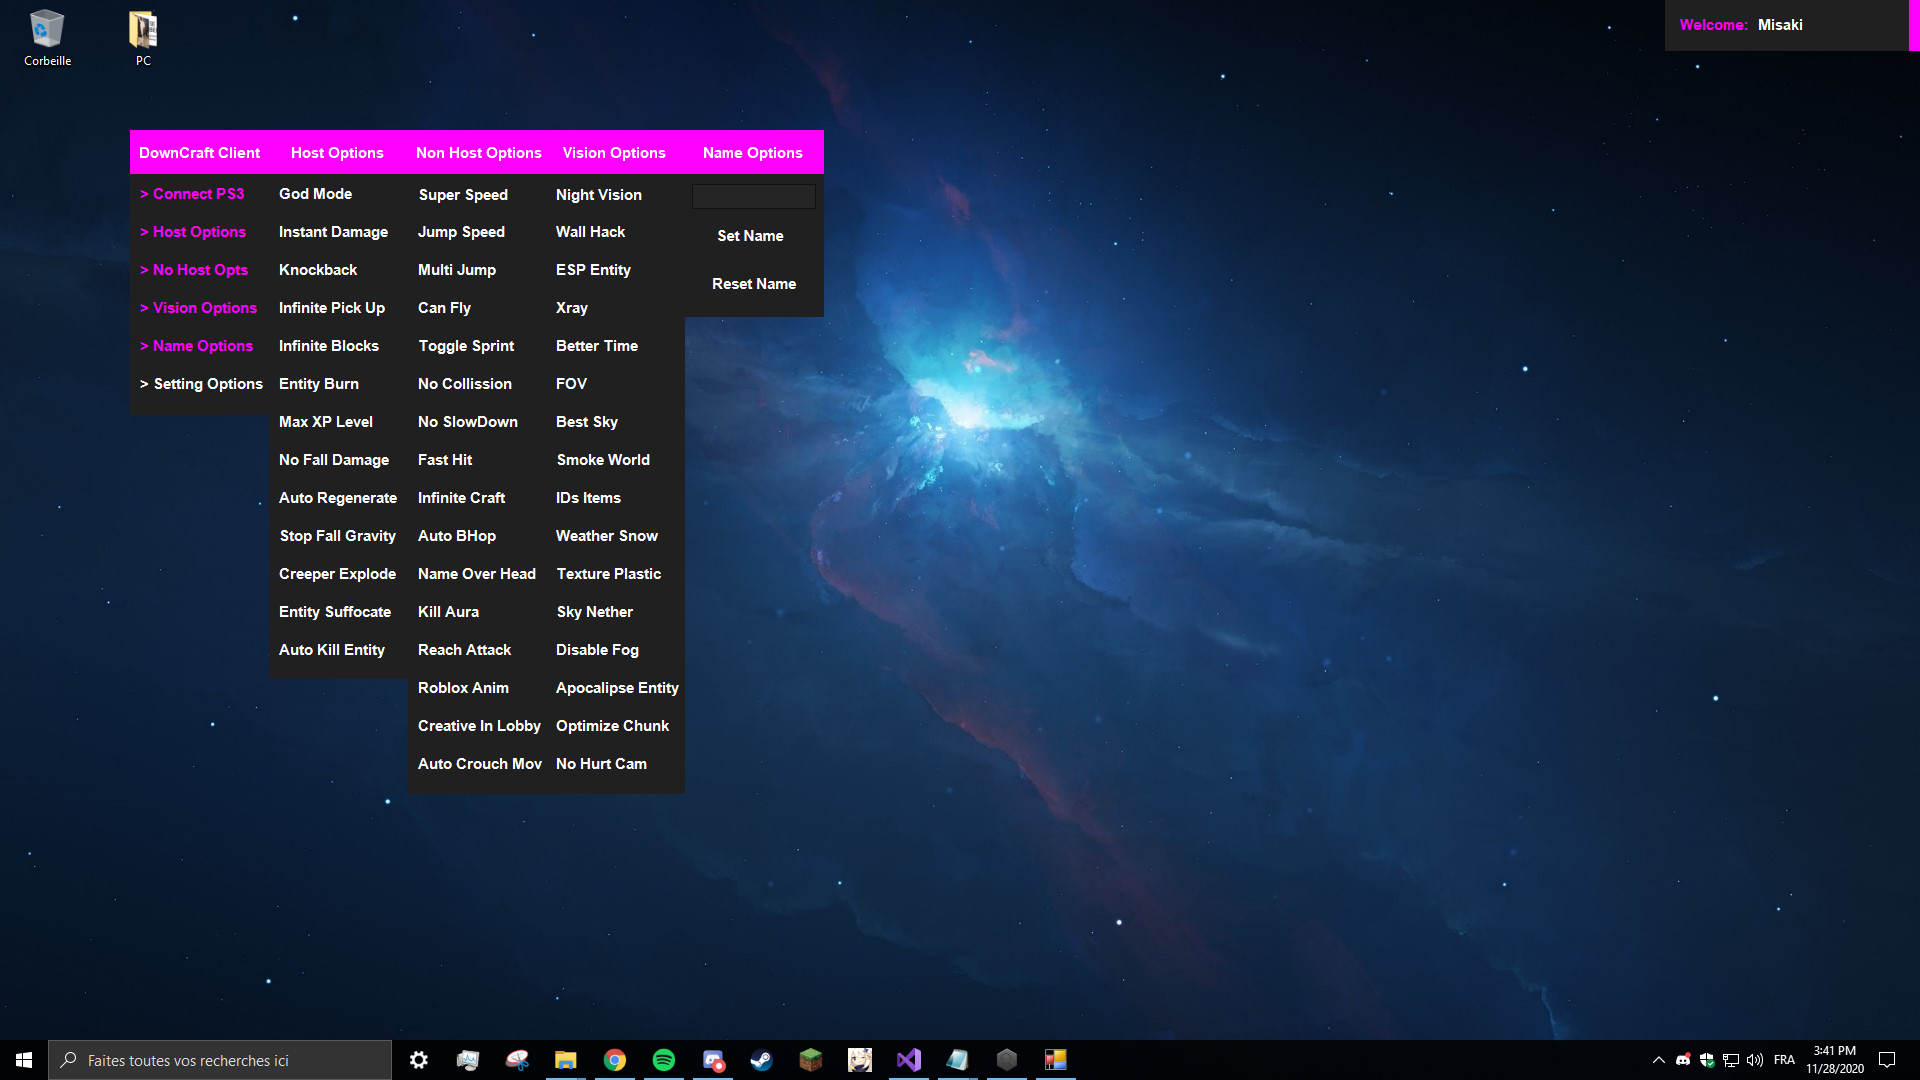 Corbeille
PC
Welcome: Misaki
DownCraft Client
> Connect PS3
> Host Options
> No Host Opts
> Vision Options
> Name Options
> Setting Options
Host Options
God Mode
Instant Damage
Knockback
Infinite Pick Up
Infinite Blocks
Entity Burn
Max XP Level
No Fall Damage
Auto Regenerate
Stop Fall Gravity
Creeper Explode
Entity Suffocate
Auto Kill Entity
Non Host Options
Super Speed
Jump Speed
Multi Jump
Can Fly
Toggle Sprint
No Collission
No SlowDown
Fast Hit
Infinite Craft
Auto BHop
Name Over Head
Kill Aura
Reach Attack
Roblox Anim
Creative In Lobby
Auto Crouch Mov
Vision Options
Night Vision
Wall Hack
ESP Entity
Xray
Better Time
FOV
Best Sky
Smoke World
IDs Items
Weather Snow
Texture Plastic
Sky Nether
Disable Fog
Apocalipse Entity
Optimize Chunk
No Hurt Cam
Name Options
Set Name
Reset Name
Faites toutes vos recherches ici
FRA
3:41 PM
11/28/2020